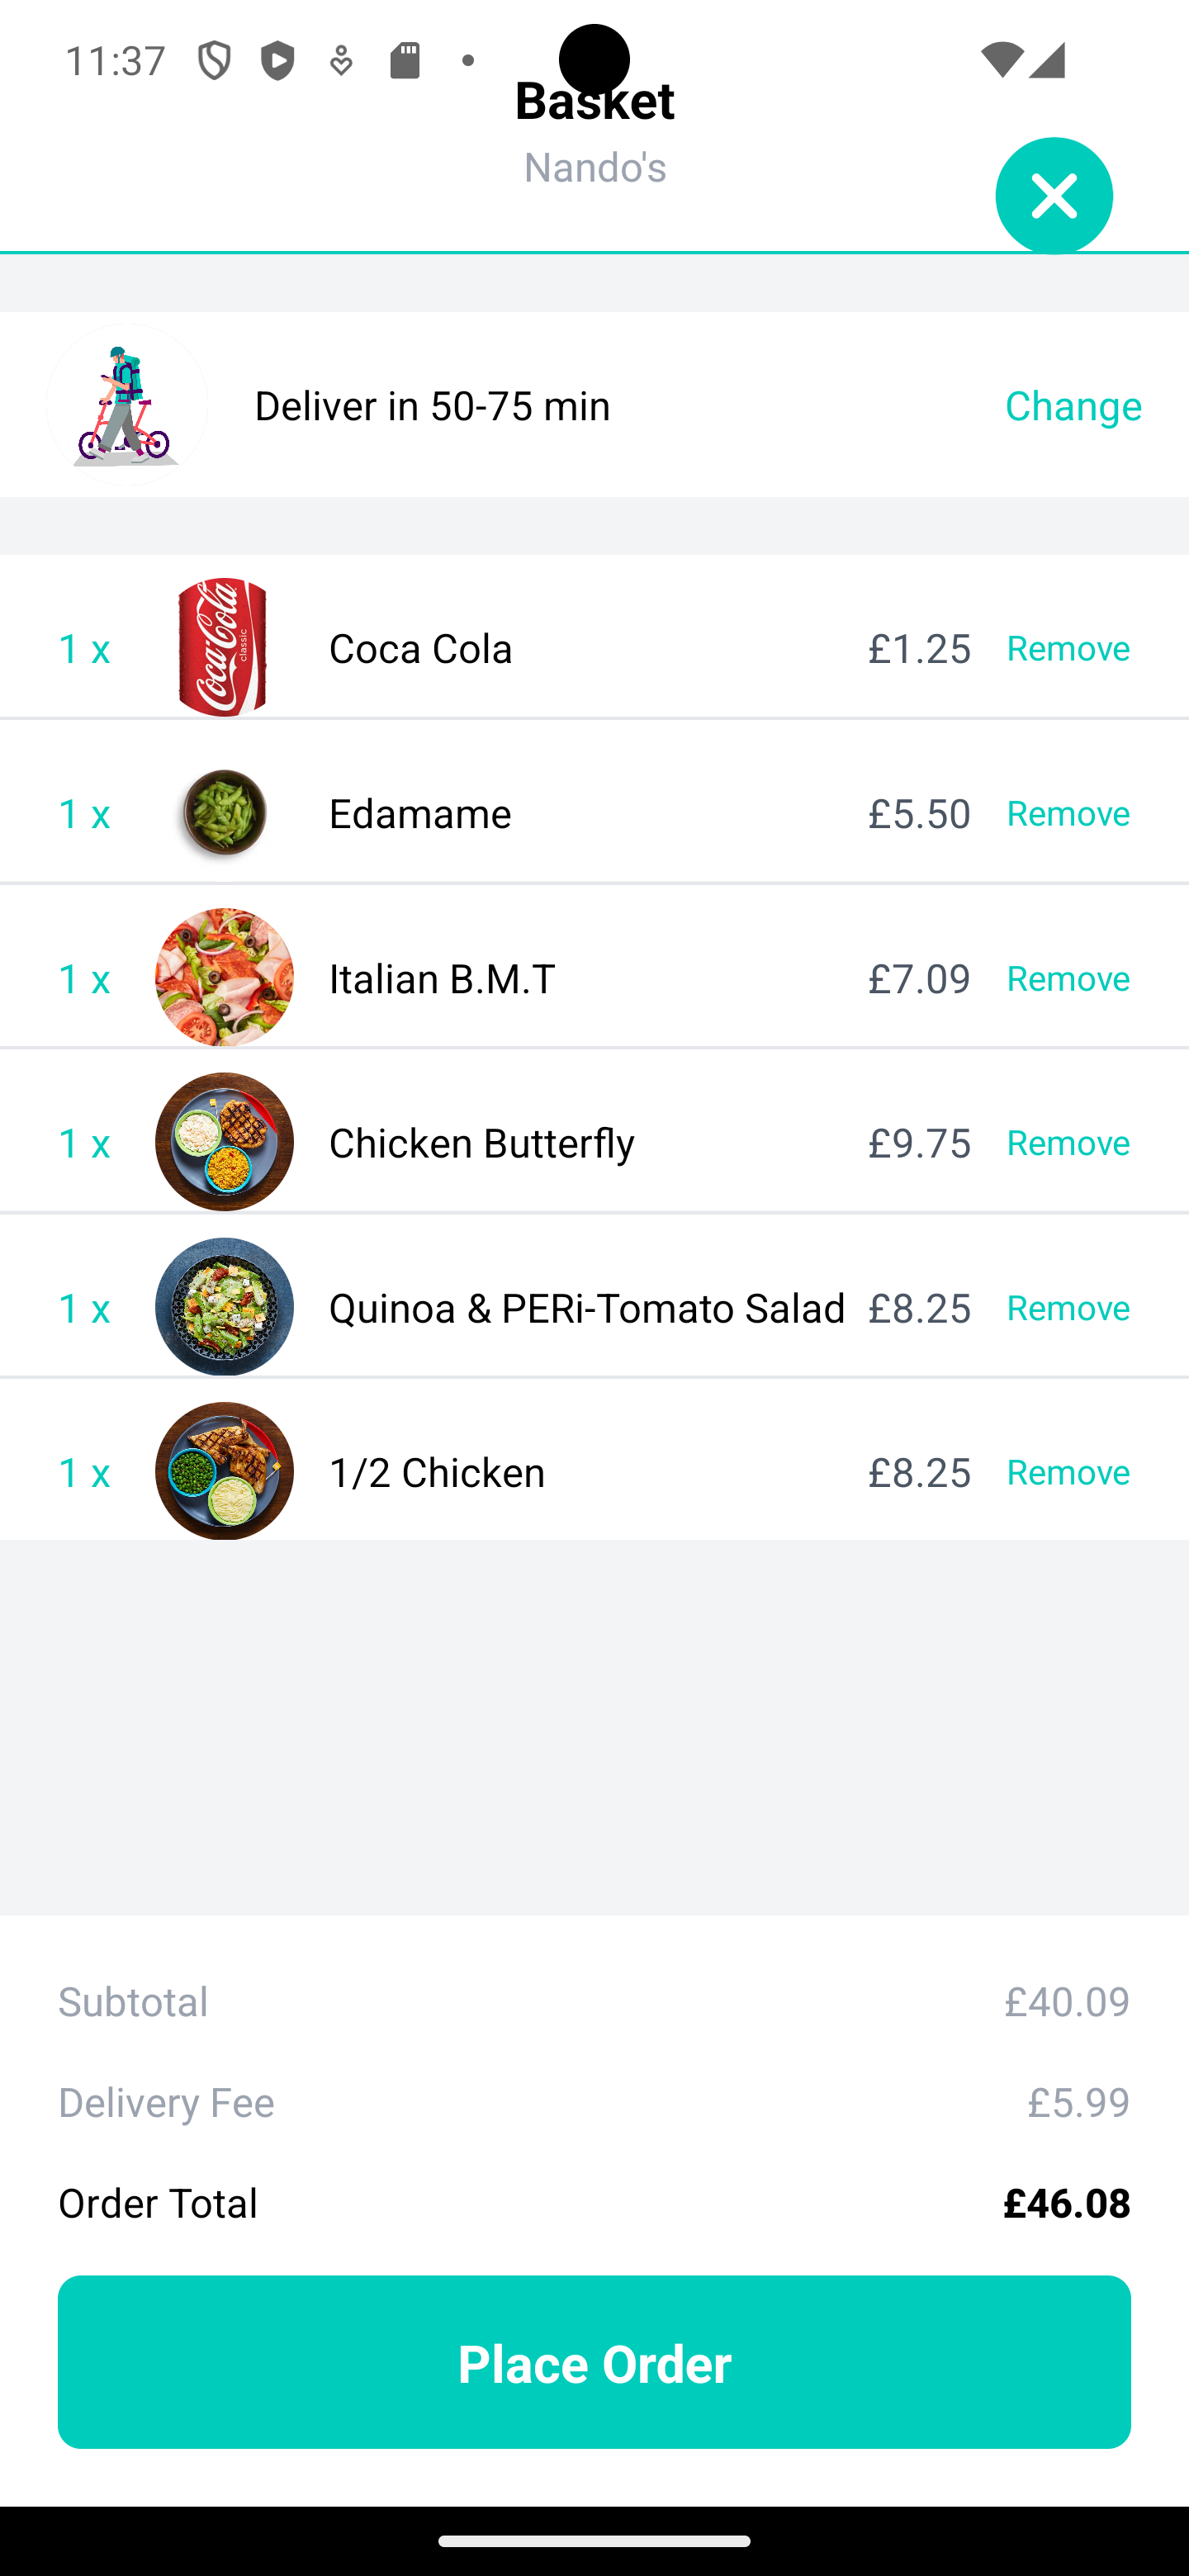 11:37
Basket
Nando's
Deliver in 50-75 min Change
1 x Coca Cola classic Coca Cola £1.25 Remove
1 x Edamame £5.50 Remove
1 x Italian B.M.T £7.09 Remove
1 x Chicken Butterfly £9.75 Remove
1 x Quinoa & PERi-Tomato Salad £8.25 Remove
1 x 1/2 Chicken £8.25 Remove
Subtotal £40.09
Delivery Fee £5.99
Order Total £46.08
Place Order